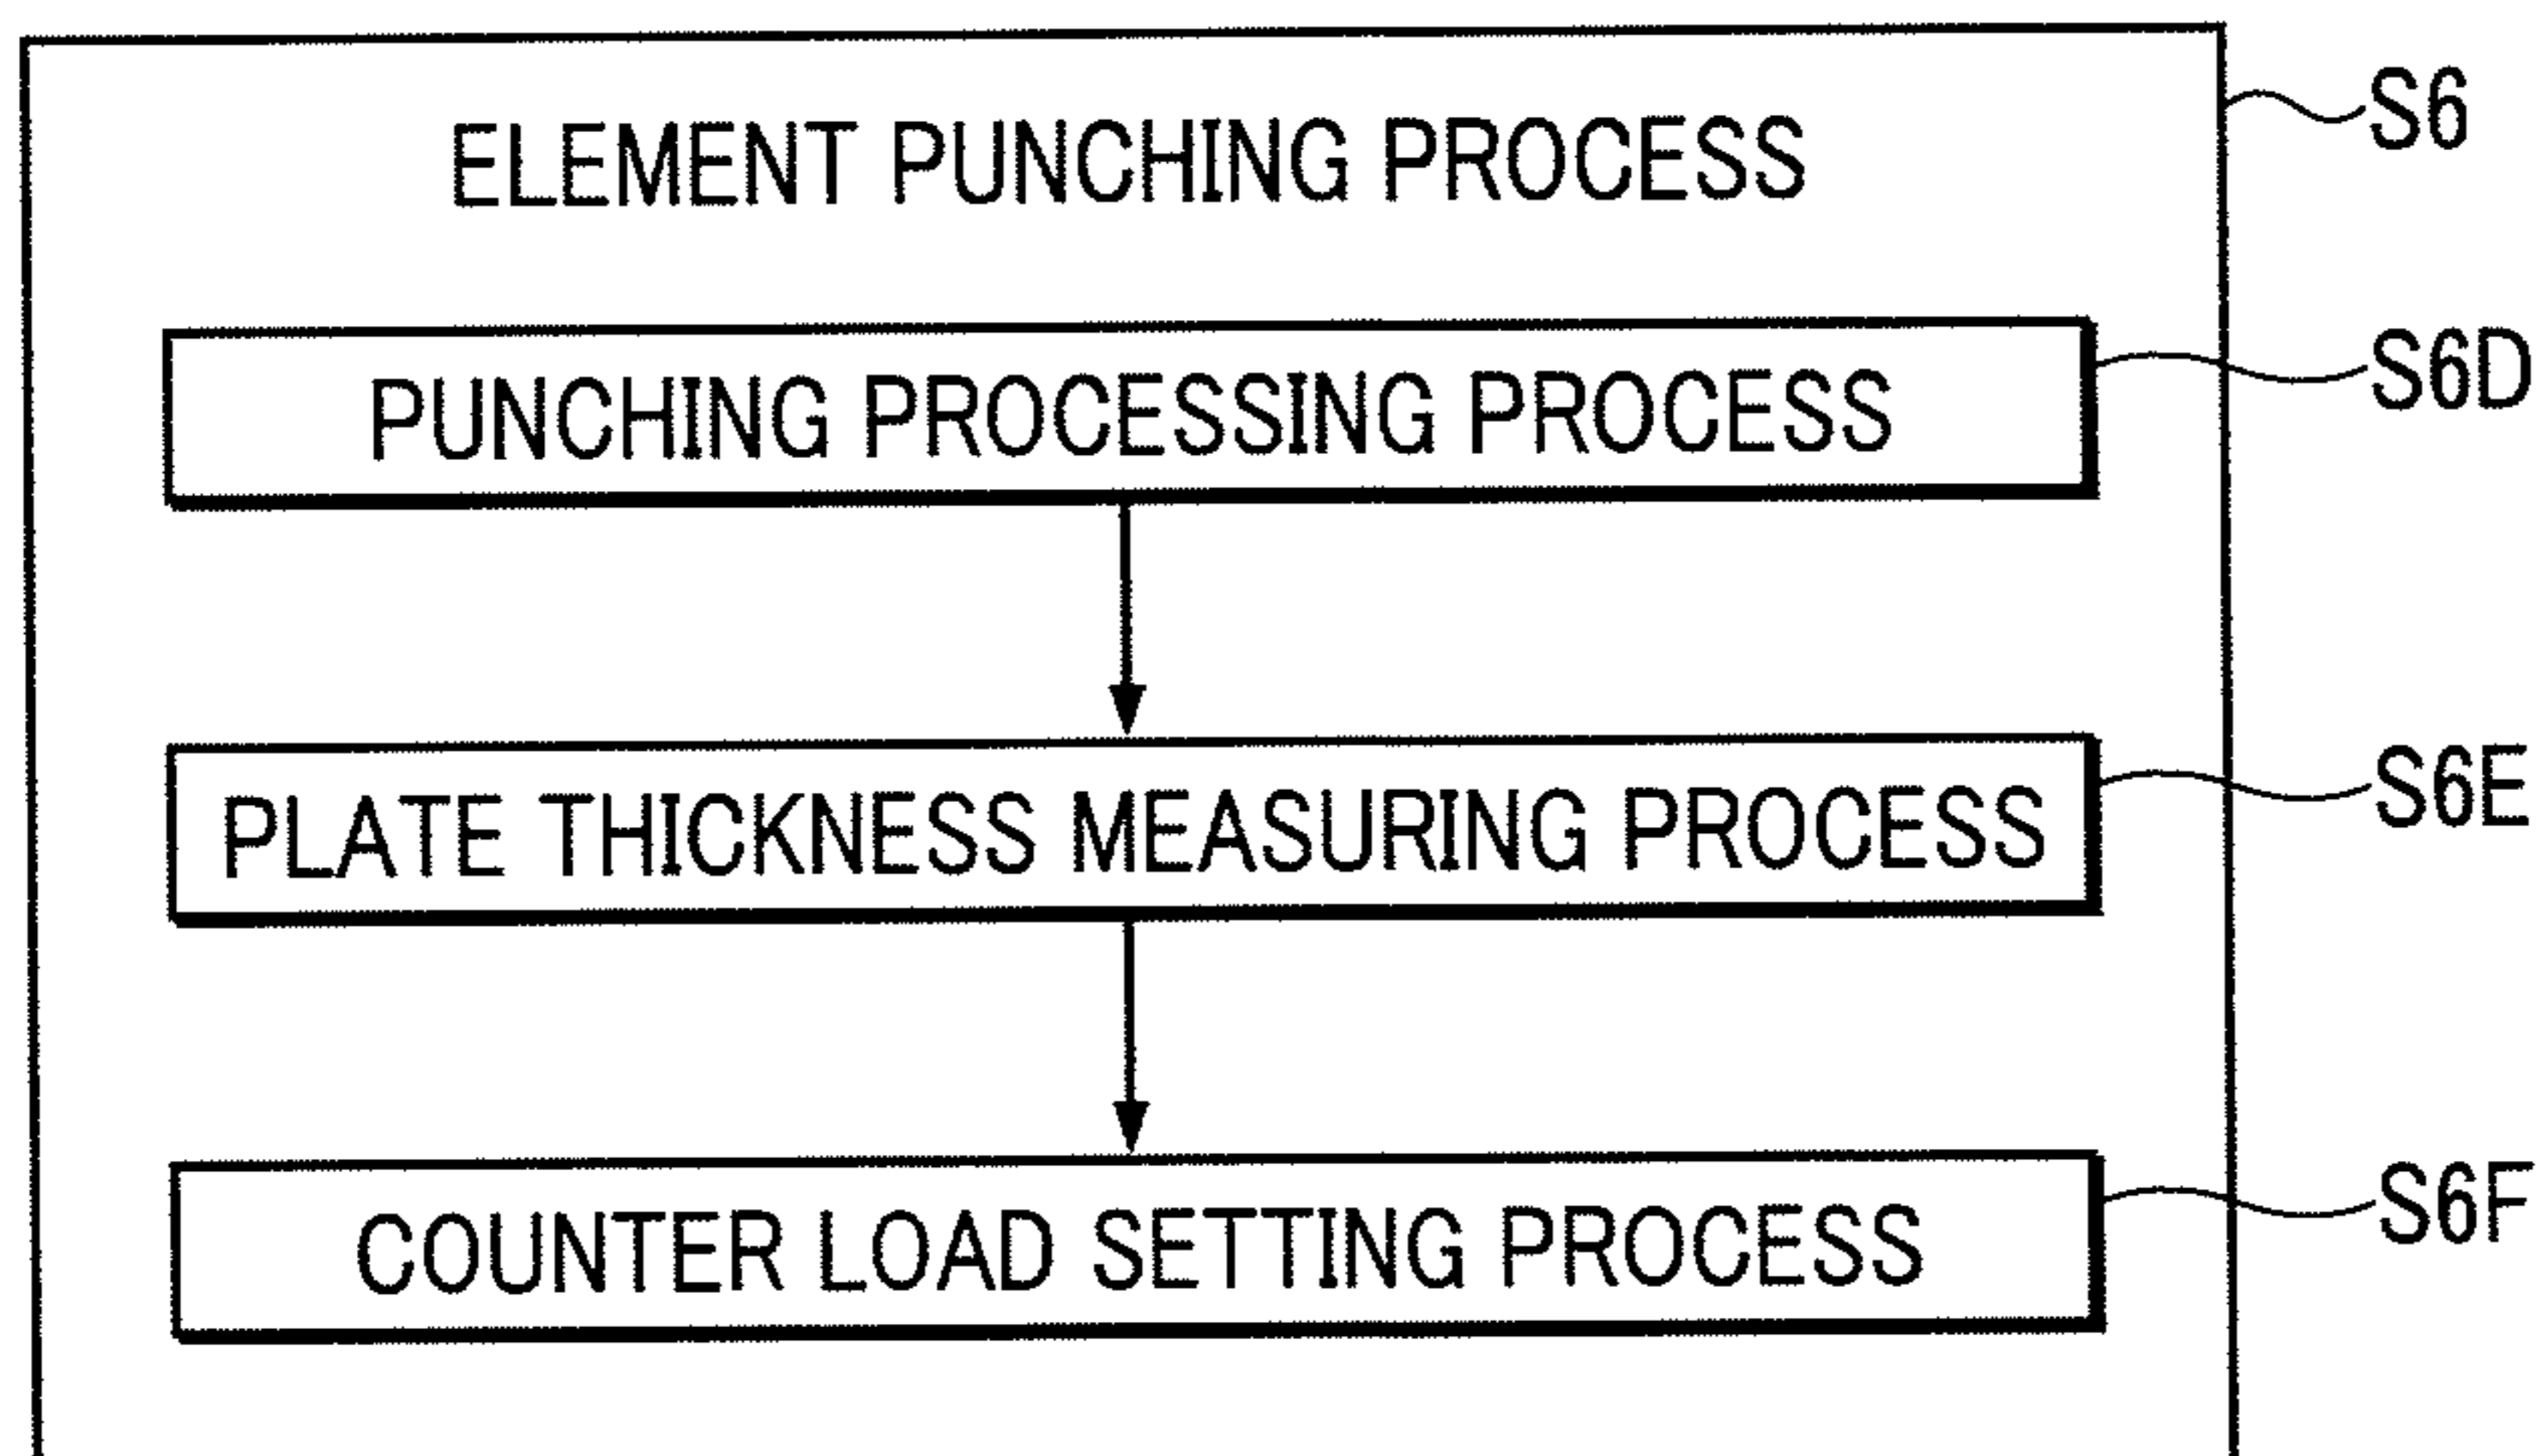 ELEMENT PUNCHING PROCESS
S6
PUNCHING PROCESSING PROCESS
S6D
PLATE THICKNESS MEASURING PROCESS
S6E
COUNTER LOAD SETTING PROCESS
S6F